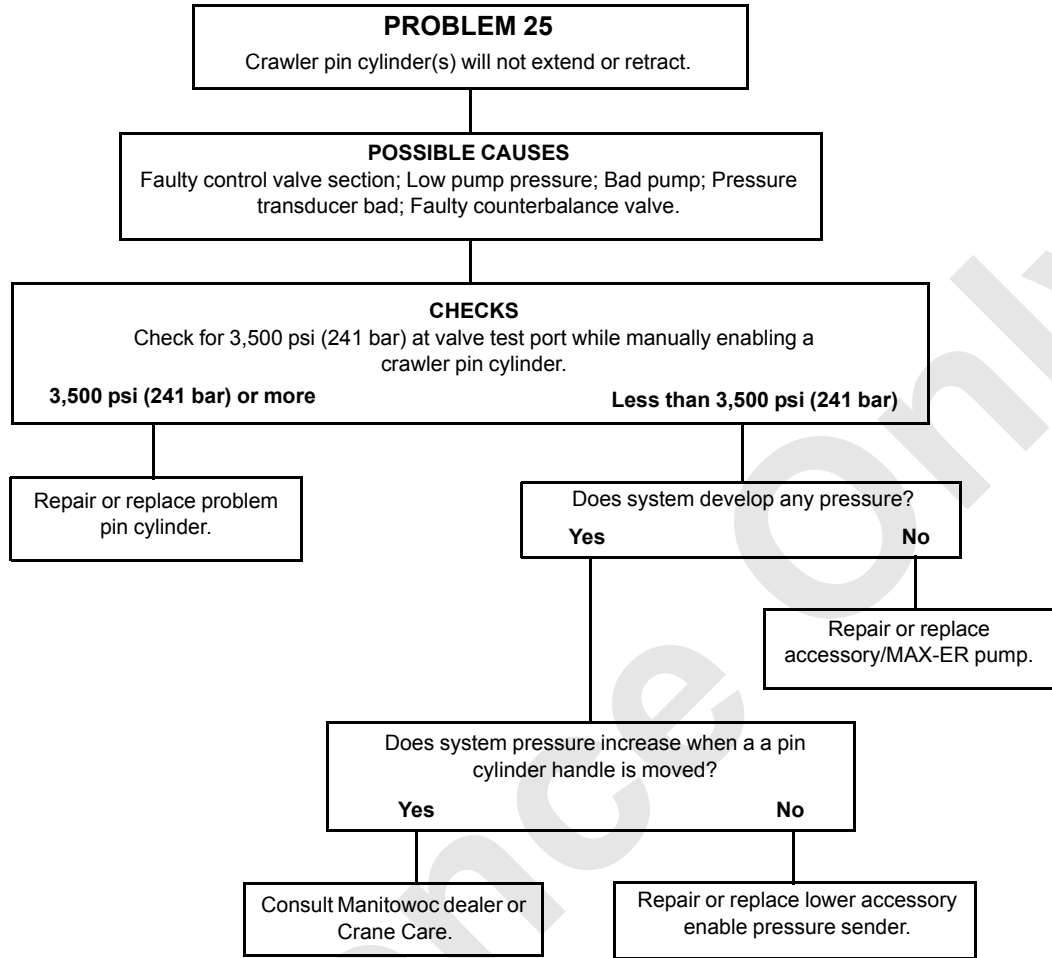 PROBLEM 25
Crawler pin cylinder(s) will not extend or retract.
POSSIBLE CAUSES
Faulty control valve section; Low pump pressure; Bad pump; Pressure
transducer bad; Faulty counterbalance valve.
CHECKS
Check for 3,500 psi (241 bar) at valve test port while manually enabling a
crawler pin cylinder.
3,500 psi (241 bar) or more
Less than 3,500 psi (241 bar)
Repair or replace problem
pin cylinder.
Does system develop any pressure?
Yes
No
Repair or replace
accessory/MAX-ER pump.
Does system pressure increase when a a pin
cylinder handle is moved?
Yes
No
Consult Manitowoc dealer or
Crane Care.
Repair or replace lower accessory
enable pressure sender.